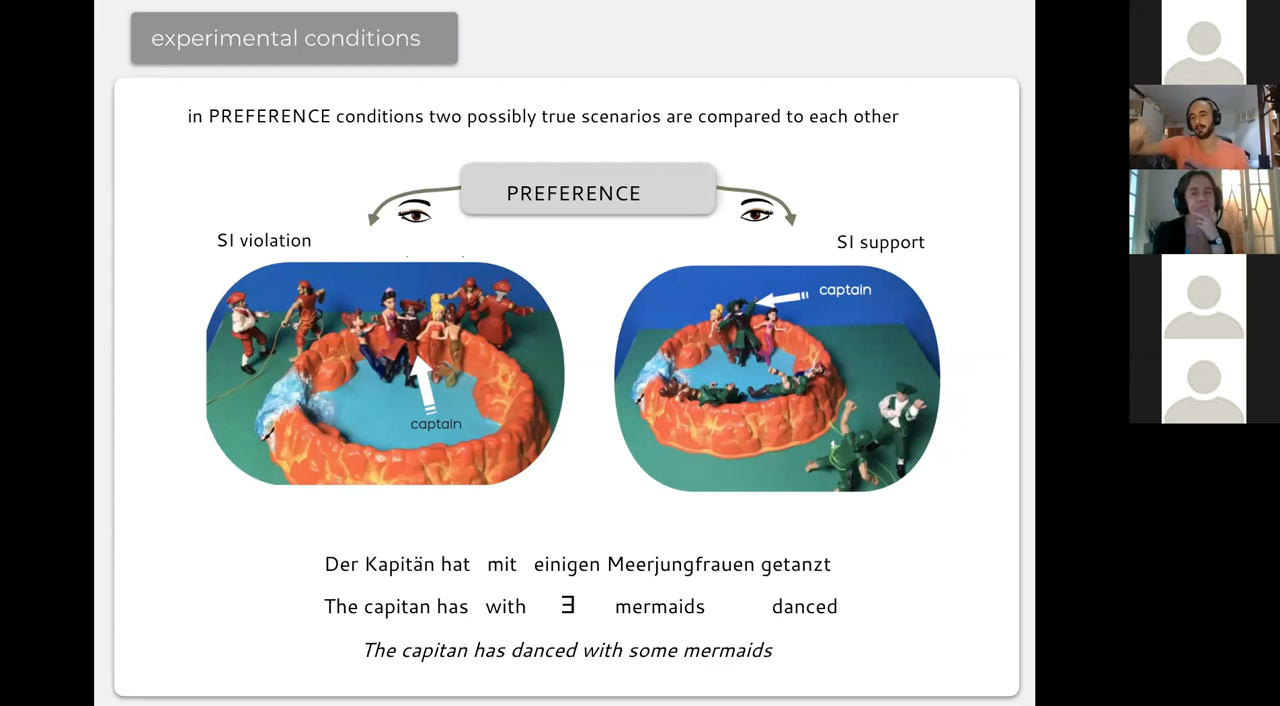 experimental conditions
in PREFERENCE conditions two possibly true scenarios are compared to each other
PREFERENCE
SI violation
SI support
captain
captain
Der Kapitän hat mit einigen Meerjungfrauen getanzt
The capitan has with ∃ mermaids danced
The capitan has danced with some mermaids